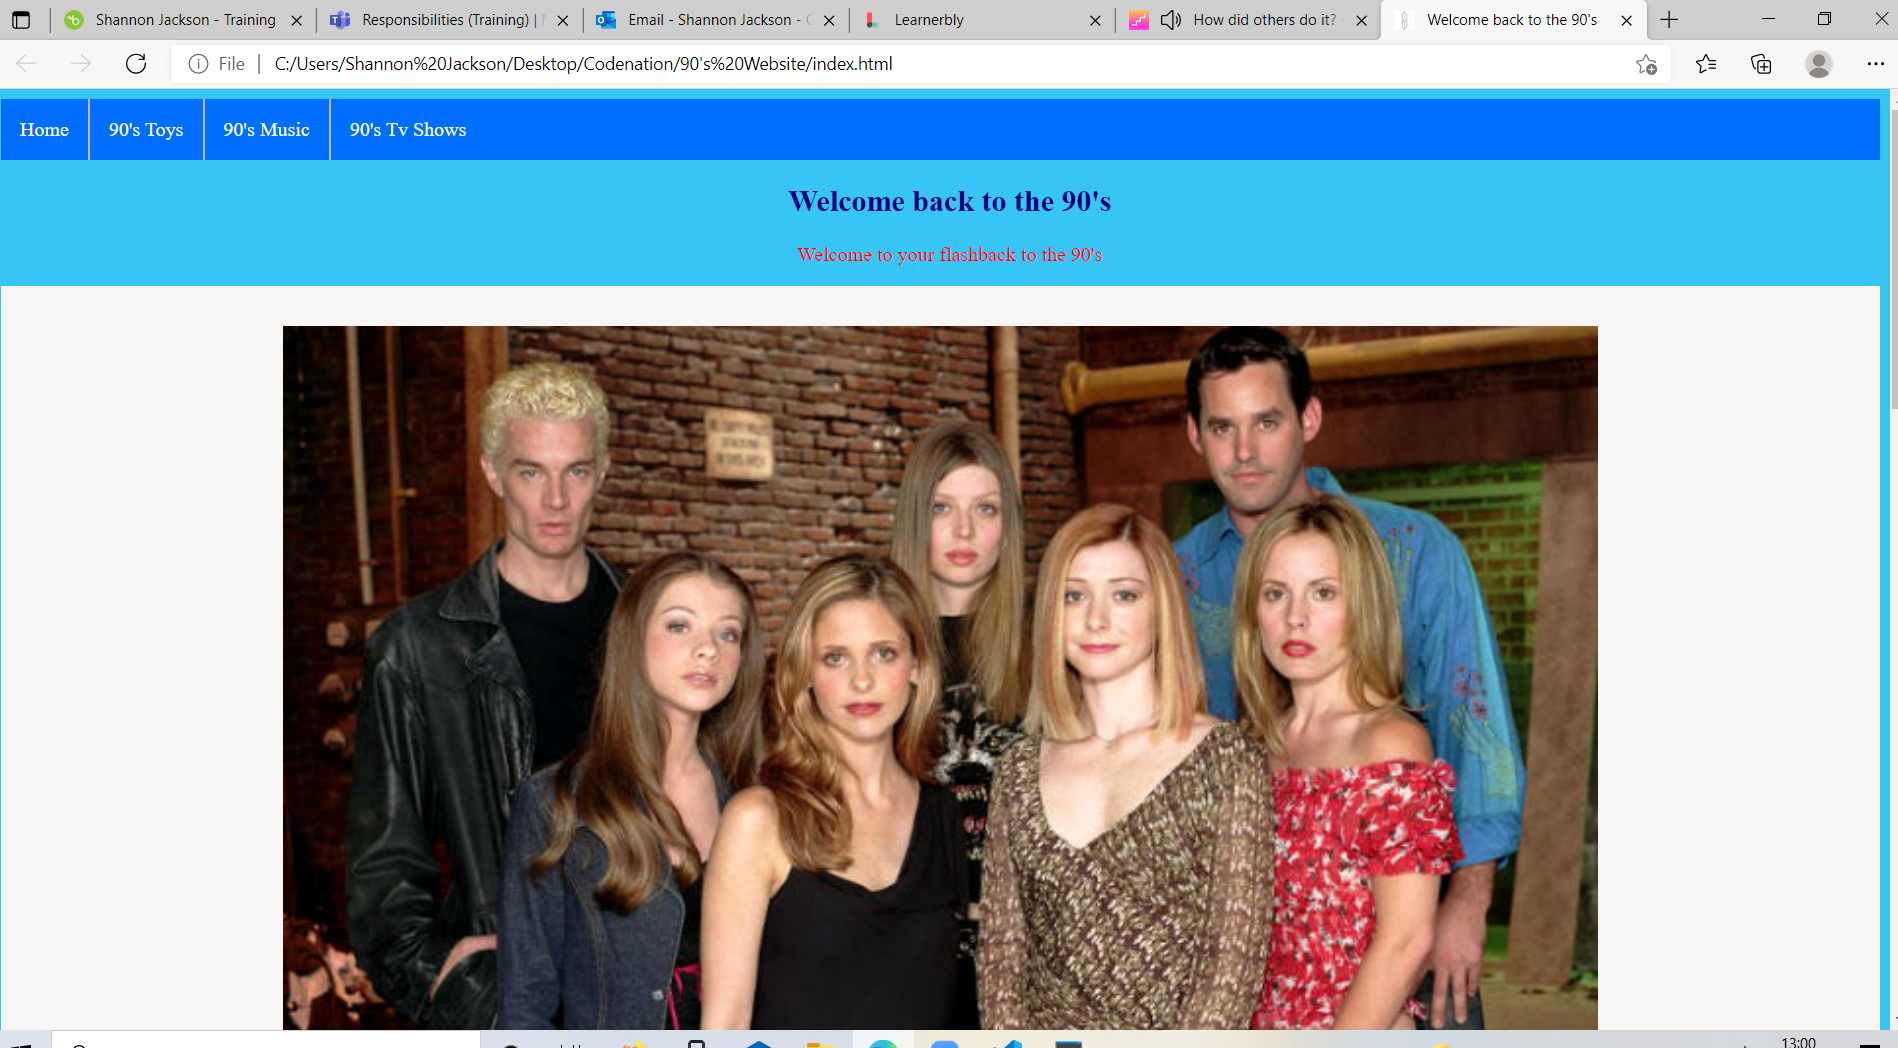 Shannon Jackson - Training
Responsibilities (Training) |
Email - Shannon Jackson -
Learnerbly
How did others do it?
Welcome back to the 90's
File
C:/Users/Shannon%20Jackson/Desktop/Codenation/90's%20Website/index.html
Home
90's Toys
90's Music
90's Tv Shows
Welcome back to the 90's
Welcome to your flashback to the 90's
13:00